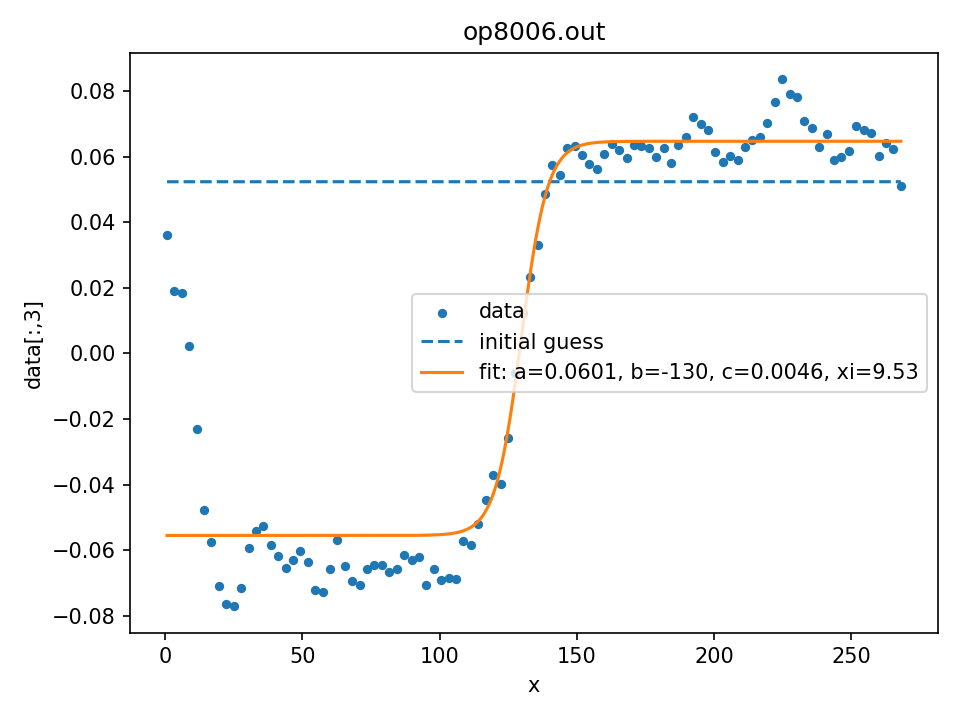 op8006.out
0.08
0.06
0.04
0.02
0.00
−0.02
−0.04
−0.06
−0.08
data[:,3]
data
initial guess
fit: a=0.0601, b=-130, c=0.0046, xi=9.53
0 50 100 150 200 250
x